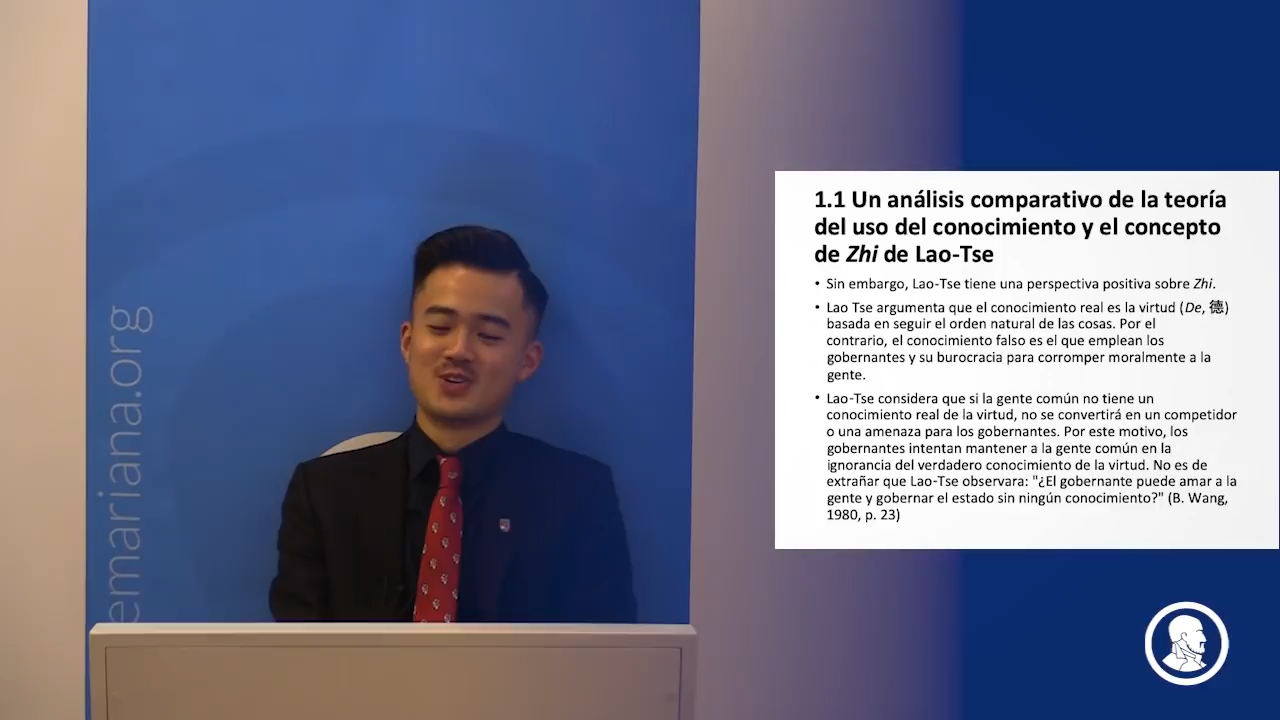 emariana.org
1.1 Un análisis comparativo de la teoría
del uso del conocimiento y el concepto
de Zhi de Lao-Tse
• Sin embargo, Lao-Tse tiene una perspectiva positiva sobre Zhi.
• Lao Tse argumenta que el conocimiento real es la virtud (De, 德)
basada en seguir el orden natural de las cosas. Por el
contrario, el conocimiento falso es el que emplean los
gobernantes y su burocracia para corromper moralmente a la
gente.
• Lao-Tse considera que si la gente común no tiene un
conocimiento real de la virtud, no se convertirá en un competidor
o una amenaza para los gobernantes. Por este motivo, los
gobernantes intentan mantener a la gente común en la
ignorancia del verdadero conocimiento de la virtud. No es de
extrañar que Lao-Tse observara: "¿El gobernante puede amar a la
gente y gobernar el estado sin ningún conocimiento?" (B. Wang,
1980, p. 23)